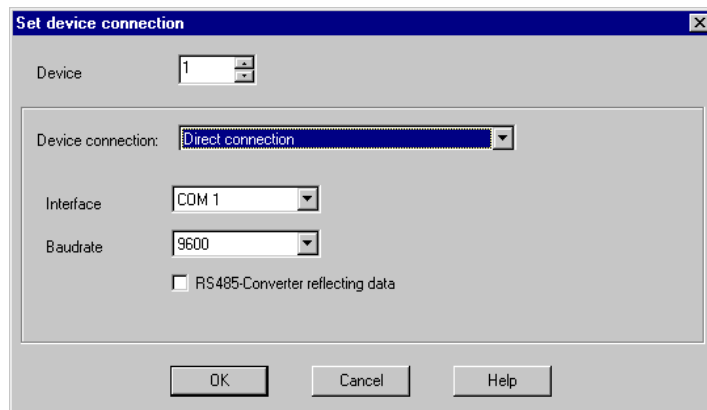 Set device connection
Device 1
Device connection: Direct connection
Interface COM 1
Baudrate 9600
RS485-Converter reflecting data
OK Cancel Help